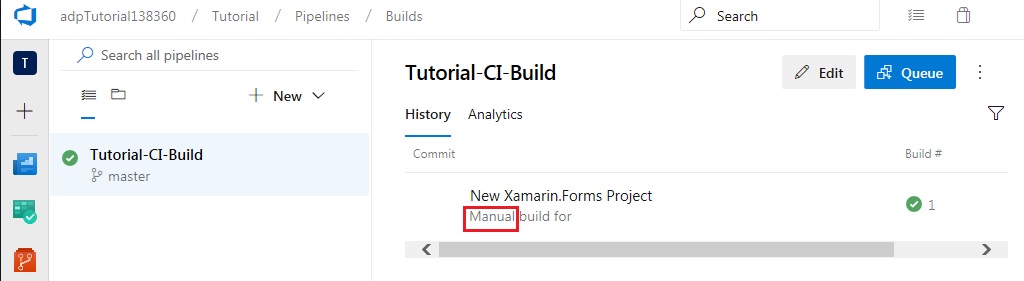 adpTutorial138360 / Tutorial / Pipelines / Builds
Search
T
Search all pipelines
New
Tutorial-CI-Build
master
Tutorial-CI-Build
Edit
Queue
History
Analytics
Commit
Build #
New Xamarin.Forms Project
Manual build for
1